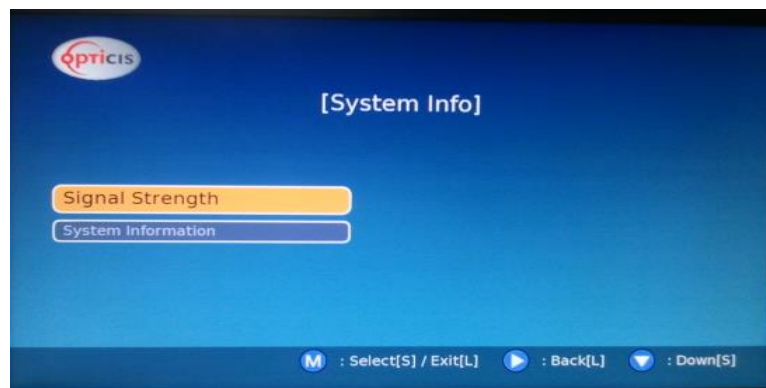 OPTICIS
[System Info]
Signal Strength
System Information
M : Select[S] / Exit[L] : Back[L] : Down[S]